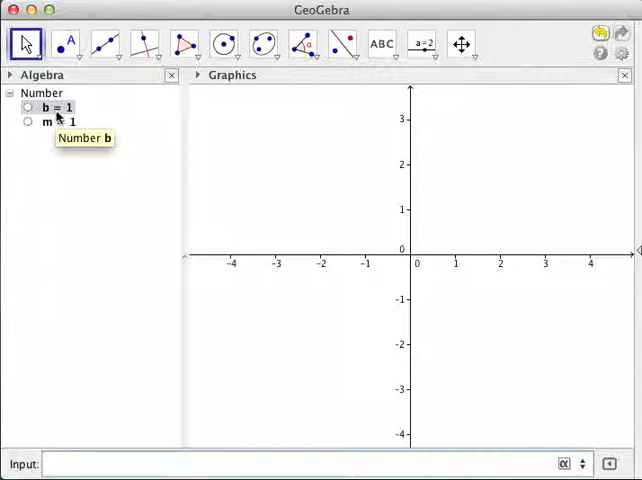 GeoGebra
A
α
ABC
a=2
Algebra
Graphics
Number
b = 1
m = 1
Number b
3
2
1
0
-4 -3 -2 -1 0 1 2 3 4
-1
-2
-3
-4
Input:
α